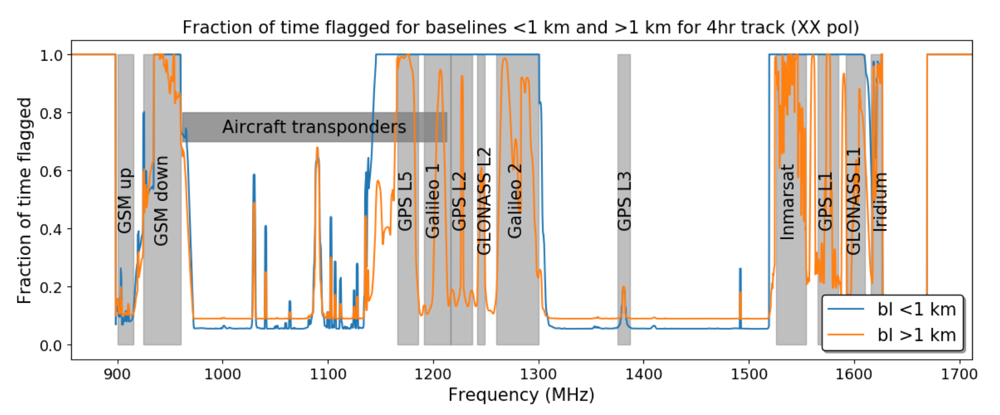 Fraction of time flagged for baselines <1 km and >1 km for 4hr track (XX pol)
Fraction of time flagged
1.0
0.8
0.6
0.4
0.2
0.0
Aircraft transponders
GSM up
GSM down
GPS L5
Galileo 1
GPS L2
GLONASS L2
Galileo 2
GPS L3
Inmarsat
GPS L1
GLONASS L1
Iridium
bl <1 km
bl >1 km
900 1000 1100 1200 1300 1400 1500 1600 1700
Frequency (MHz)